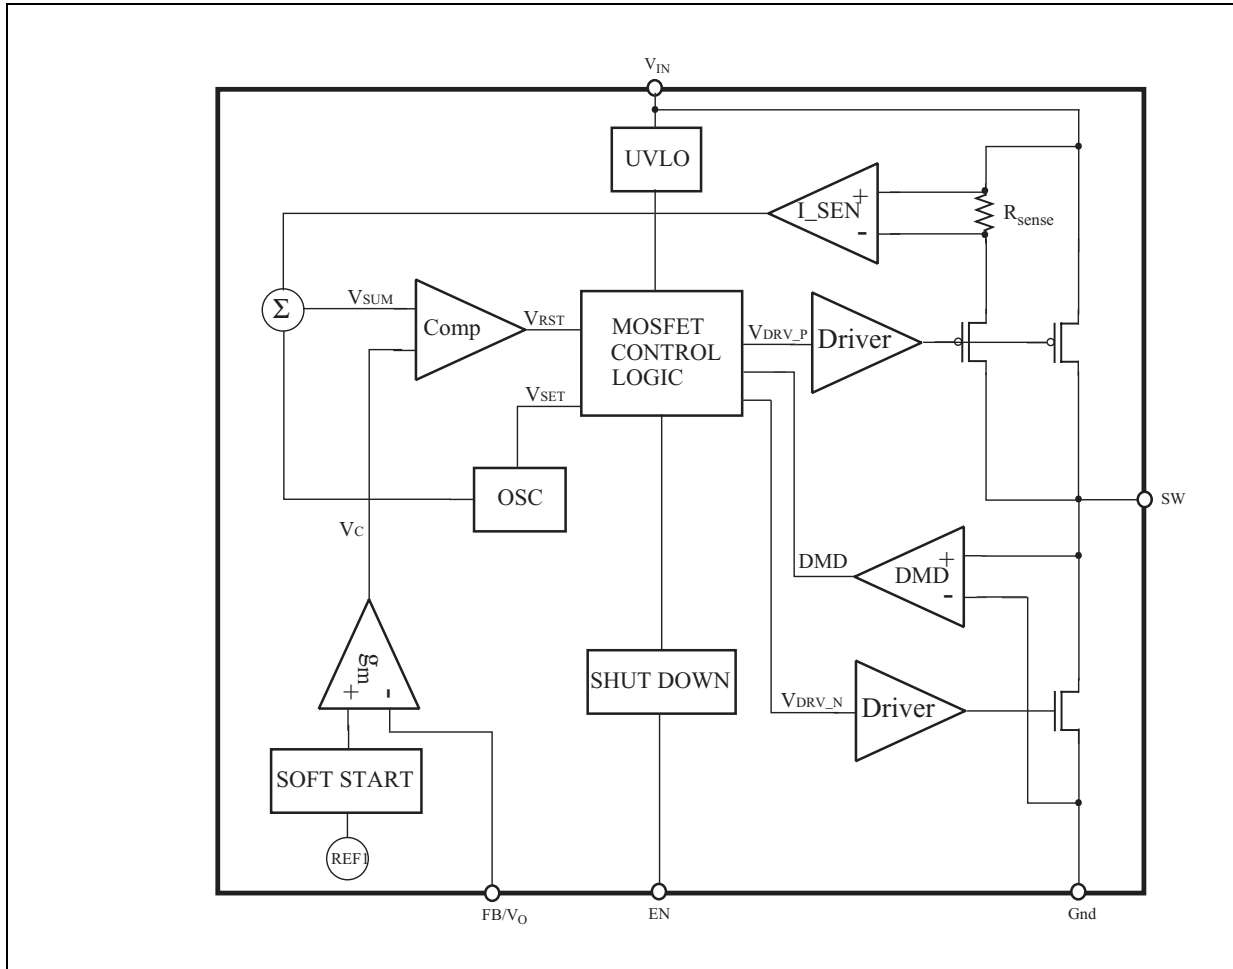 VIN
UVLO
+
I_SEN
-
Rsense
Σ
VSUM
Comp
VRST
MOSFET
CONTROL
LOGIC
VDRV_P
Driver
VSET
OSC
SW
VC
DMD
+
DMD
-
gm
+
-
SHUT DOWN
VDRV_N
Driver
SOFT START
REF1
FB/VO
EN
Gnd